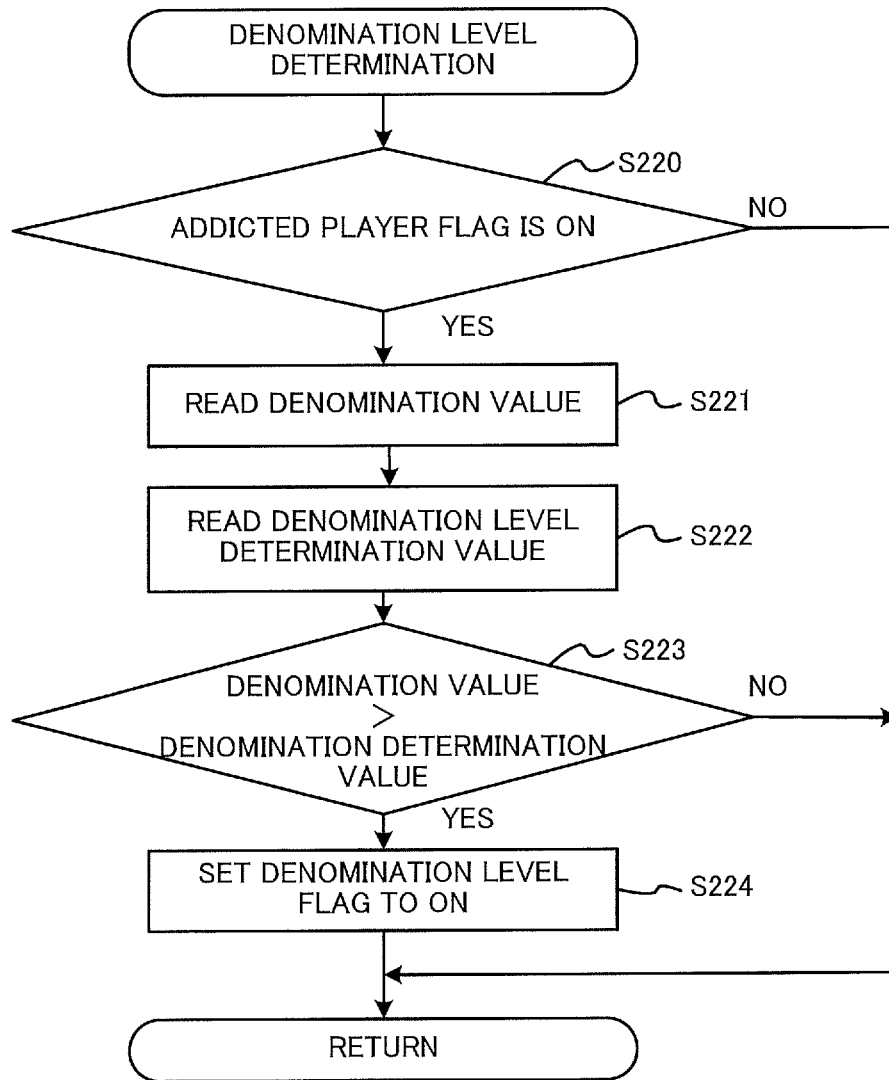 DENOMINATION LEVEL
DETERMINATION
S220
ADDICTED PLAYER FLAG IS ON
NO
YES
READ DENOMINATION VALUE
S221
READ DENOMINATION LEVEL
DETERMINATION VALUE
S222
S223
DENOMINATION VALUE
>
DENOMINATION DETERMINATION
VALUE
NO
YES
SET DENOMINATION LEVEL
FLAG TO ON
S224
RETURN